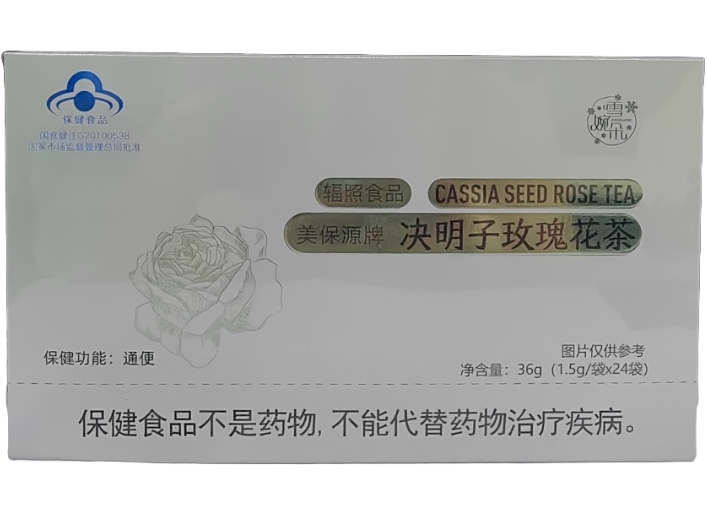 保健食品
国食健注G20100538
国家市场监督管理总局批准
雪婉朵
辐照食品 CASSIA SEED ROSE TEA
美保源牌 决明子玫瑰花茶
保健功能：通便
图片仅供参考
净含量：36g（1.5g/袋x24袋）
保健食品不是药物，不能代替药物治疗疾病。